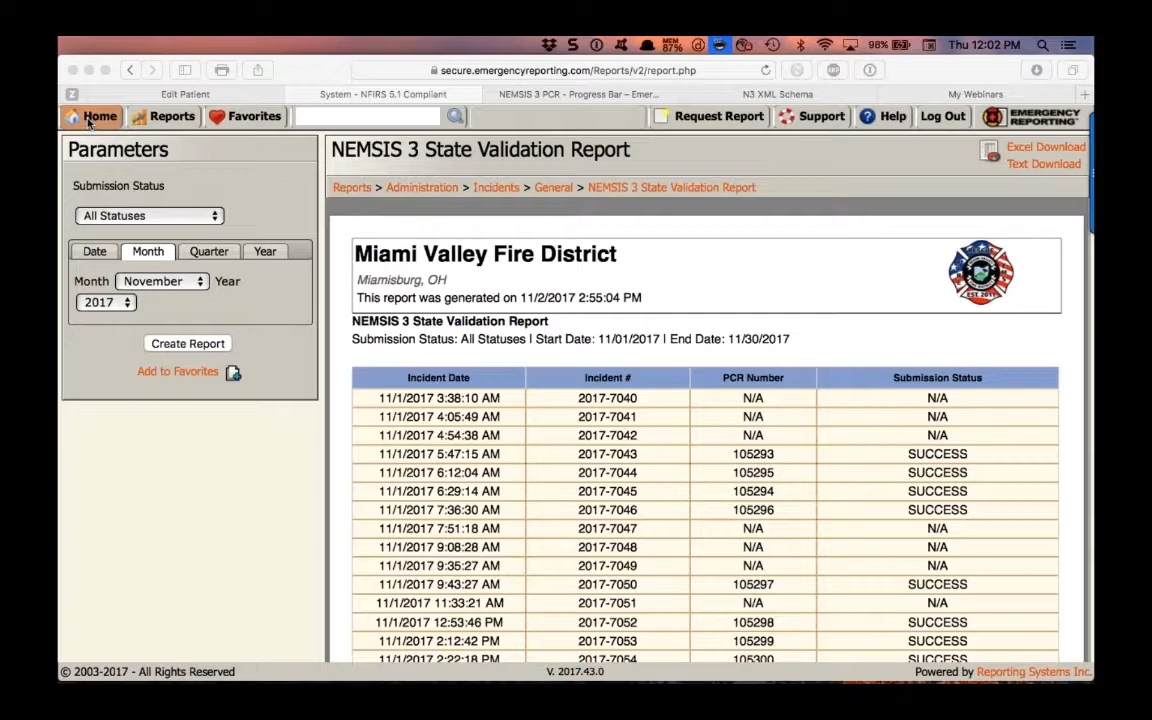 MEM 87% 98% Thu 12:02 PM
secure.emergencyreporting.com/Reports/v2/report.php
Z Edit Patient System - NFIRS 5.1 Compliant NEMSIS 3 PCR - Progress Bar – Emer... N3 XML Schema My Webinars
Home Reports Favorites Request Report Support Help Log Out EMERGENCY REPORTING
Parameters
Submission Status
All Statuses
Date Month Quarter Year
Month November Year
2017
Create Report
Add to Favorites
NEMSIS 3 State Validation Report
Excel Download
Text Download
Reports > Administration > Incidents > General > NEMSIS 3 State Validation Report
Miami Valley Fire District
Miamisburg, OH
This report was generated on 11/2/2017 2:55:04 PM
NEMSIS 3 State Validation Report
Submission Status: All Statuses | Start Date: 11/01/2017 | End Date: 11/30/2017
Incident Date Incident # PCR Number Submission Status
11/1/2017 3:38:10 AM 2017-7040 N/A N/A
11/1/2017 4:05:49 AM 2017-7041 N/A N/A
11/1/2017 4:54:38 AM 2017-7042 N/A N/A
11/1/2017 5:47:15 AM 2017-7043 105293 SUCCESS
11/1/2017 6:12:04 AM 2017-7044 105295 SUCCESS
11/1/2017 6:29:14 AM 2017-7045 105294 SUCCESS
11/1/2017 7:36:30 AM 2017-7046 105296 SUCCESS
11/1/2017 7:51:18 AM 2017-7047 N/A N/A
11/1/2017 9:08:28 AM 2017-7048 N/A N/A
11/1/2017 9:35:27 AM 2017-7049 N/A N/A
11/1/2017 9:43:27 AM 2017-7050 105297 SUCCESS
11/1/2017 11:33:21 AM 2017-7051 N/A N/A
11/1/2017 12:53:46 PM 2017-7052 105298 SUCCESS
11/1/2017 2:12:42 PM 2017-7053 105299 SUCCESS
11/1/2017 2:22:18 PM 2017-7054 105300 SUCCESS
© 2003-2017 - All Rights Reserved V. 2017.43.0 Powered by Reporting Systems Inc.